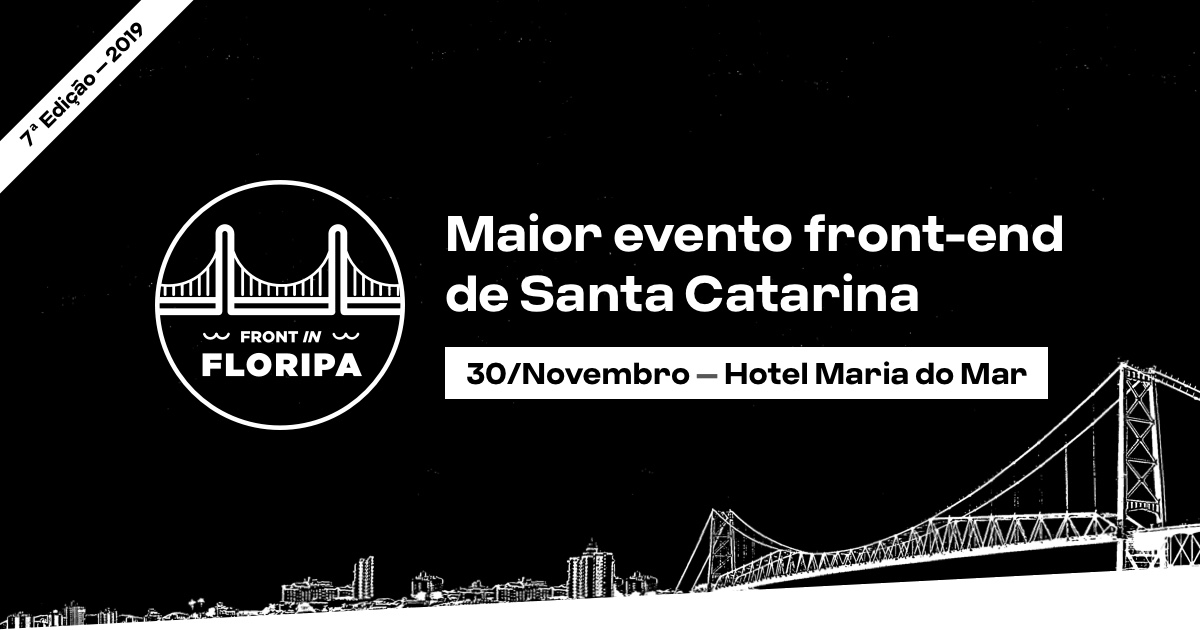 7ª Edição — 2019
Maior evento front-end
de Santa Catarina
FRONT IN
FLORIPA
30/Novembro — Hotel Maria do Mar